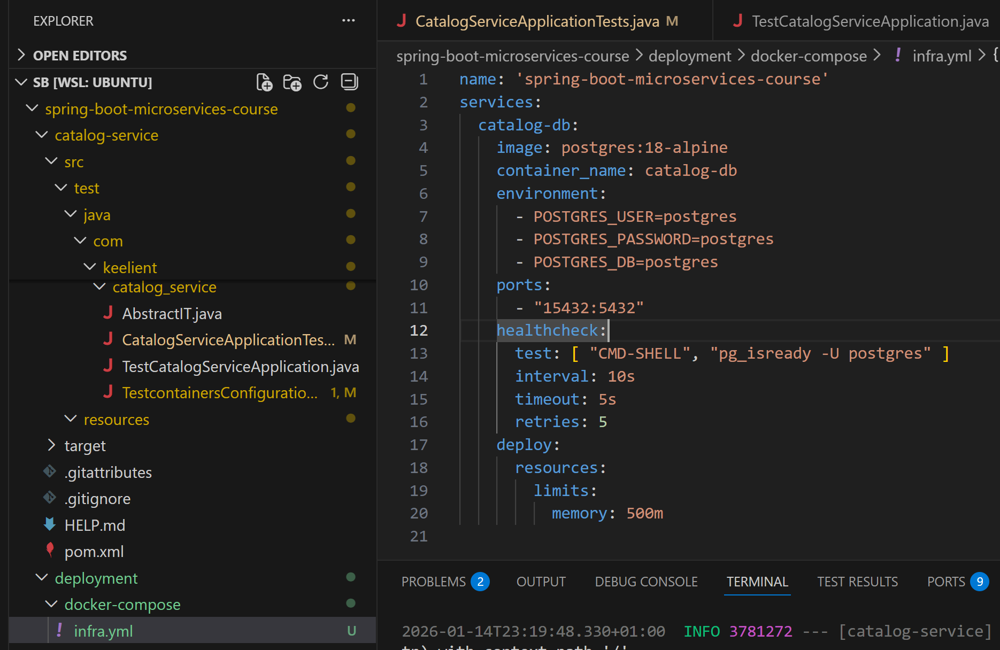 EXPLORER
OPEN EDITORS
SB [WSL: UBUNTU]
spring-boot-microservices-course
catalog-service
src
test
java
com
keelient
catalog_service
AbstractIT.java
CatalogServiceApplicationTes... M
TestCatalogServiceApplication.java
TestcontainersConfiguratio... 1, M
resources
target
.gitattributes
.gitignore
HELP.md
pom.xml
deployment
docker-compose
infra.yml U
CatalogServiceApplicationTests.java M
TestCatalogServiceApplication.java
spring-boot-microservices-course > deployment > docker-compose > ! infra.yml > {
1 name: 'spring-boot-microservices-course'
2 services:
3 catalog-db:
4 image: postgres:18-alpine
5 container_name: catalog-db
6 environment:
7 - POSTGRES_USER=postgres
8 - POSTGRES_PASSWORD=postgres
9 - POSTGRES_DB=postgres
10 ports:
11 - "15432:5432"
12 healthcheck:
13 test: [ "CMD-SHELL", "pg_isready -U postgres" ]
14 interval: 10s
15 timeout: 5s
16 retries: 5
17 deploy:
18 resources:
19 limits:
20 memory: 500m
21
PROBLEMS 2 OUTPUT DEBUG CONSOLE TERMINAL TEST RESULTS PORTS 9
2026-01-14T23:19:48.330+01:00 INFO 3781272 --- [catalog-service]
with context path '/'